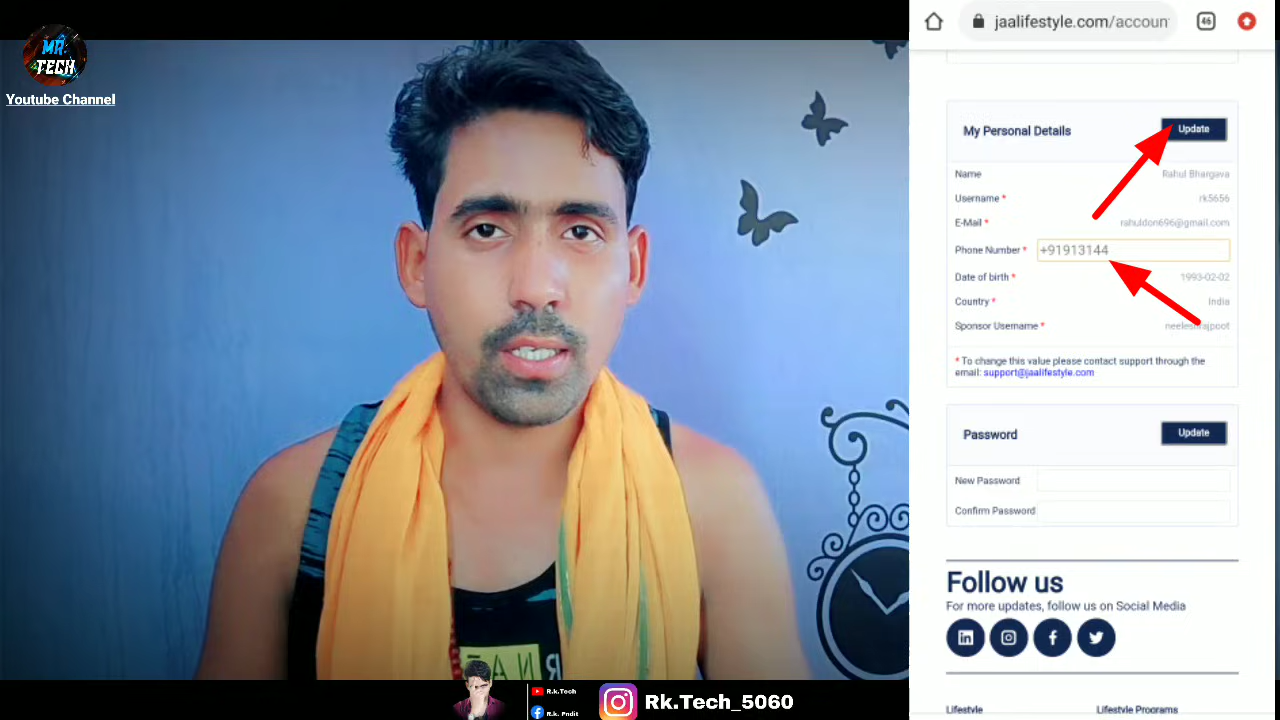 MR.
TECH
Youtube Channel
jaalifestyle.com/accoun
46
My Personal Details
Update
Name
Rahul Bhargava
Username *
rk5656
E-Mail *
rahuldon696@gmail.com
Phone Number *
+91913144
Date of birth *
1993-02-02
Country *
India
Sponsor Username *
* To change this value please contact support through the
email: support@jaalifestyle.com
Password
Update
New Password
Confirm Password
Follow us
For more updates, follow us on Social Media
in
f
Lifestyle
Lifestyle Programs
R.k.Tech
R.k. Pndit
Rk.Tech_5060